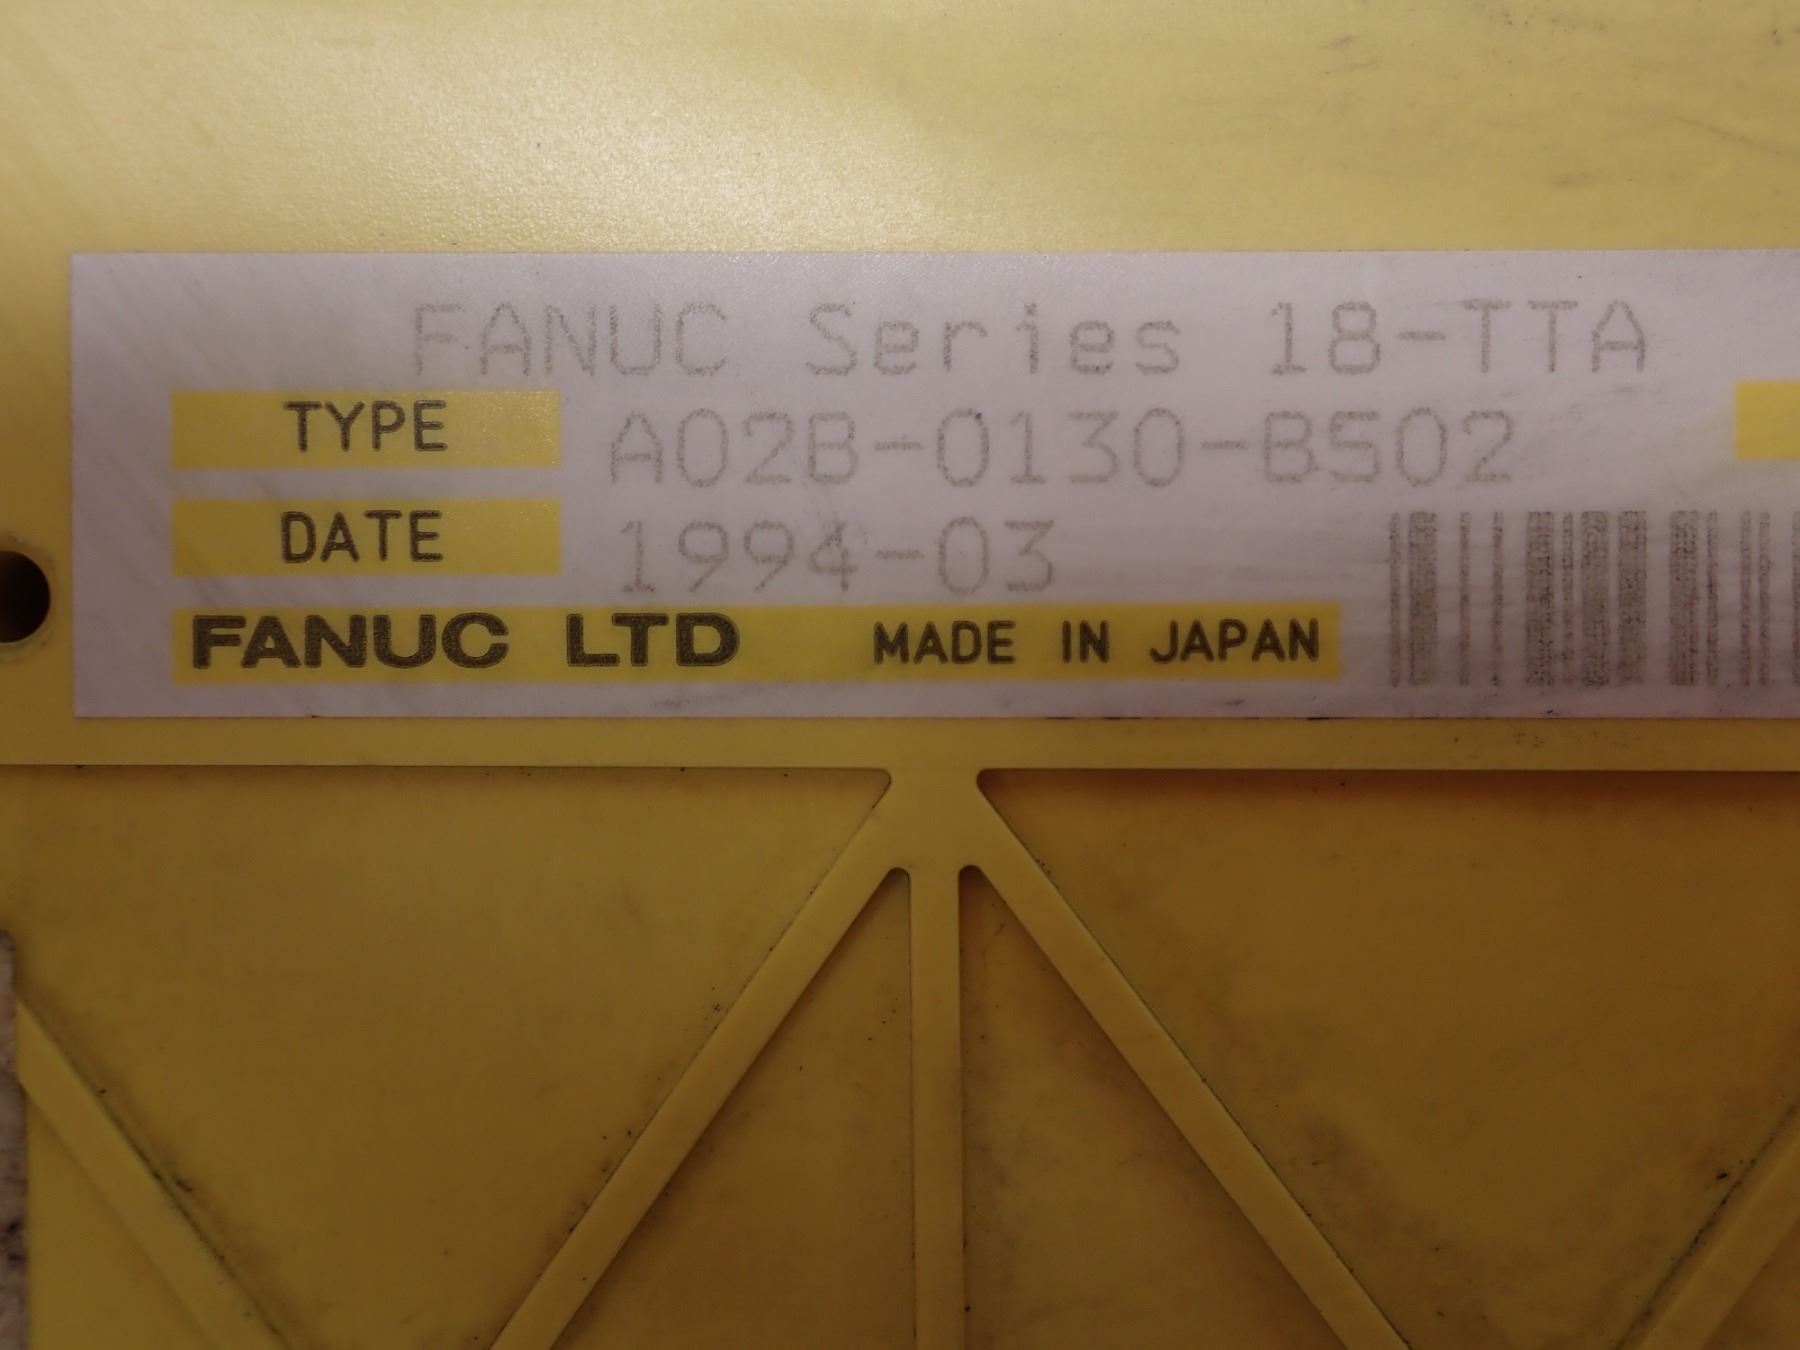 FANUC Series 18-TTA
TYPE A02B-0130-B502
DATE 1994-03
FANUC LTD MADE IN JAPAN